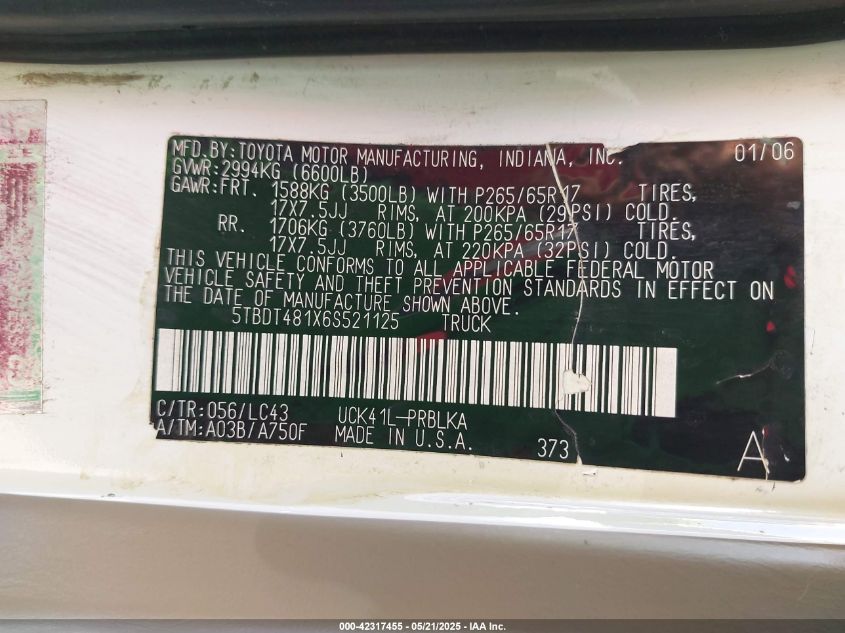 MFD.BY:TOYOTA MOTOR MANUFACTURING, INDIANA, INC. 01/06
GVWR:2994KG (6600LB)
GAWR:FRT. 1588KG (3500LB) WITH P265/65R 17 TIRES,
17X7.5JJ RIMS, AT 200KPA (29PSI) COLD.
RR. 1706KG (3760LB) WITH P265/65R17 TIRES,
17X7.5JJ RIMS, AT 220KPA (32PSI) COLD.
THIS VEHICLE CONFORMS TO ALL APPLICABLE FEDERAL MOTOR
VEHICLE SAFETY AND THEFT PREVENTION STANDARDS IN EFFECT ON
THE DATE OF MANUFACTURE SHOWN ABOVE.
5TBDT481X6S521125 TRUCK
C/TR:056/LC43 UCK41L-PRBLKA
A/TM:A03B/A750F MADE IN U.S.A. 373 A
000-42317455 - 05/21/2025 - IAA Inc.